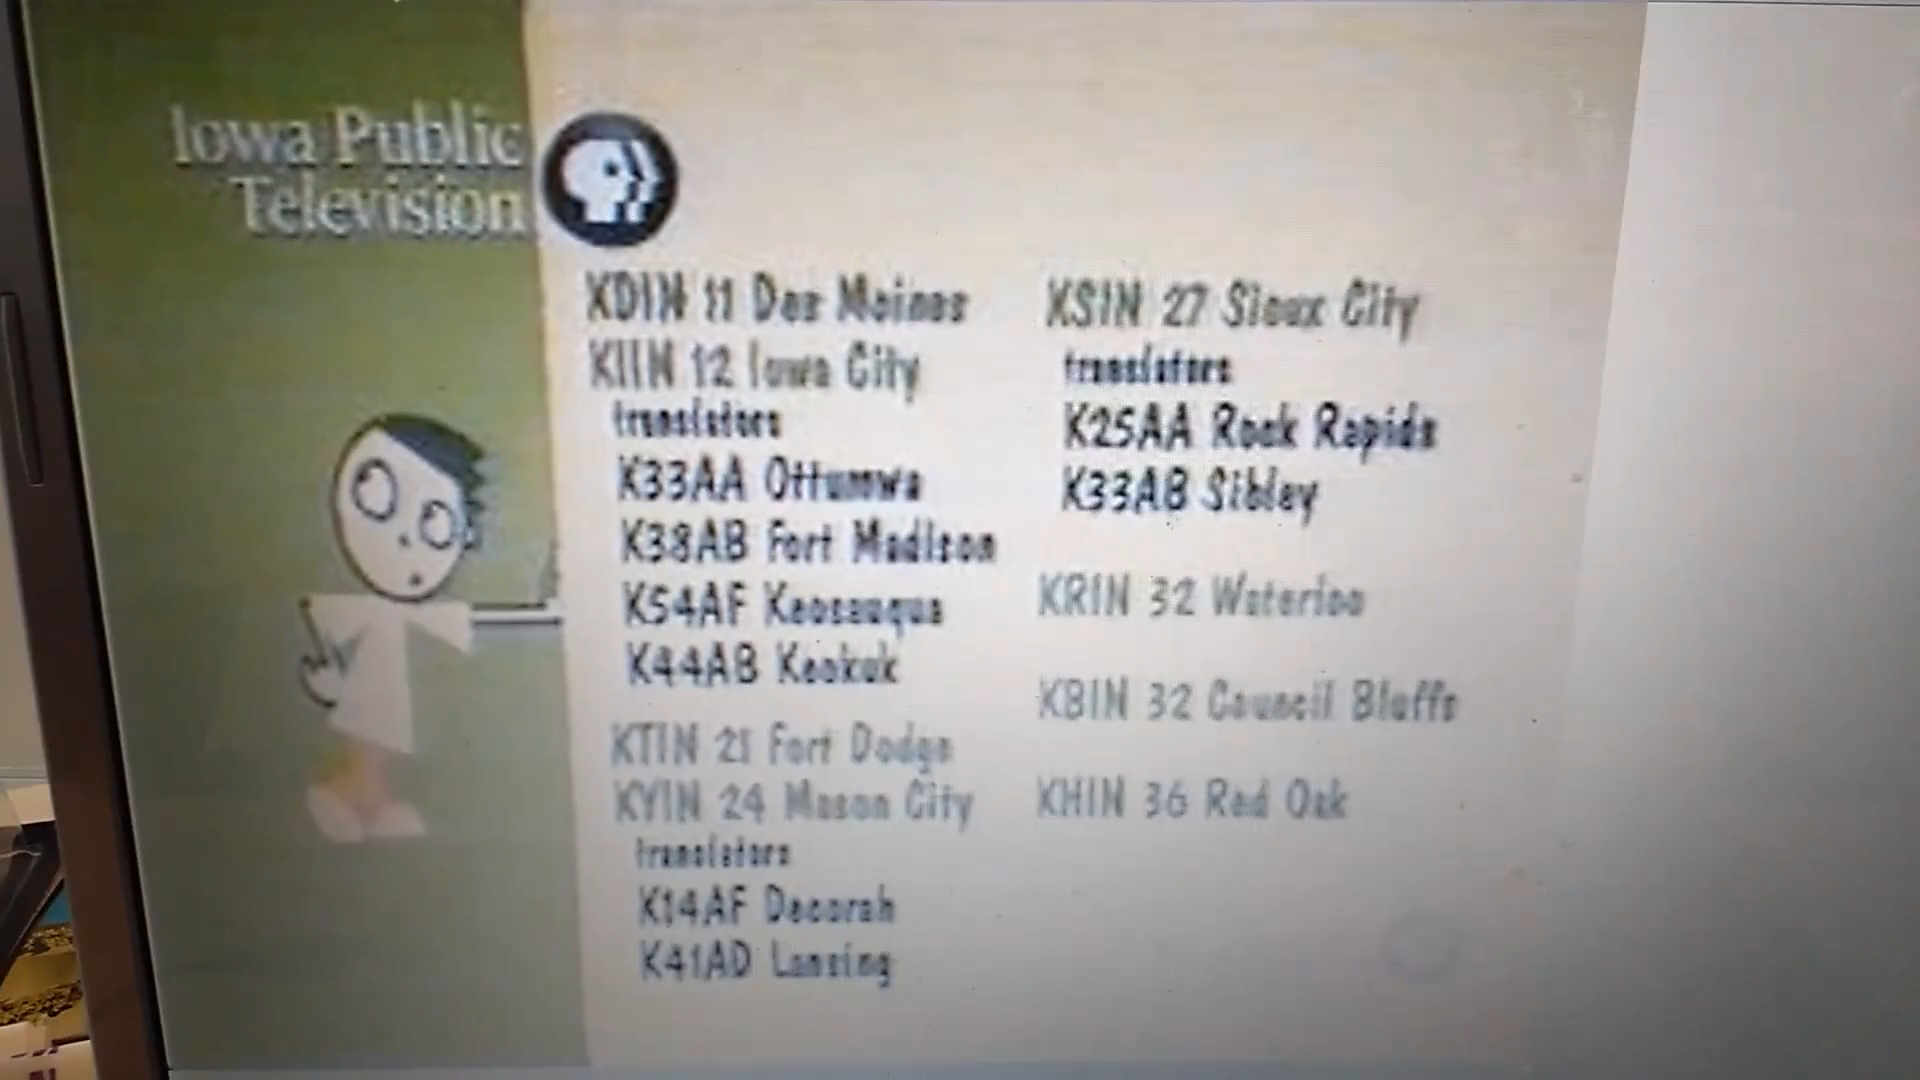 Iowa Public
Television
KDIN 11 Des Moines
KIIN 12 Iowa City
translators
K33AA Ottumwa
K38AB Fort Madison
K54AF Keosauqua
K44AB Keokuk
KTIN 21 Fort Dodge
KYIN 24 Mason City
translators
K14AF Decorah
K41AD Lansing
KSIN 27 Sioux City
translators
K25AA Rock Rapids
K33AB Sibley
KRIN 32 Waterloo
KBIN 32 Council Bluffs
KHIN 36 Red Oak